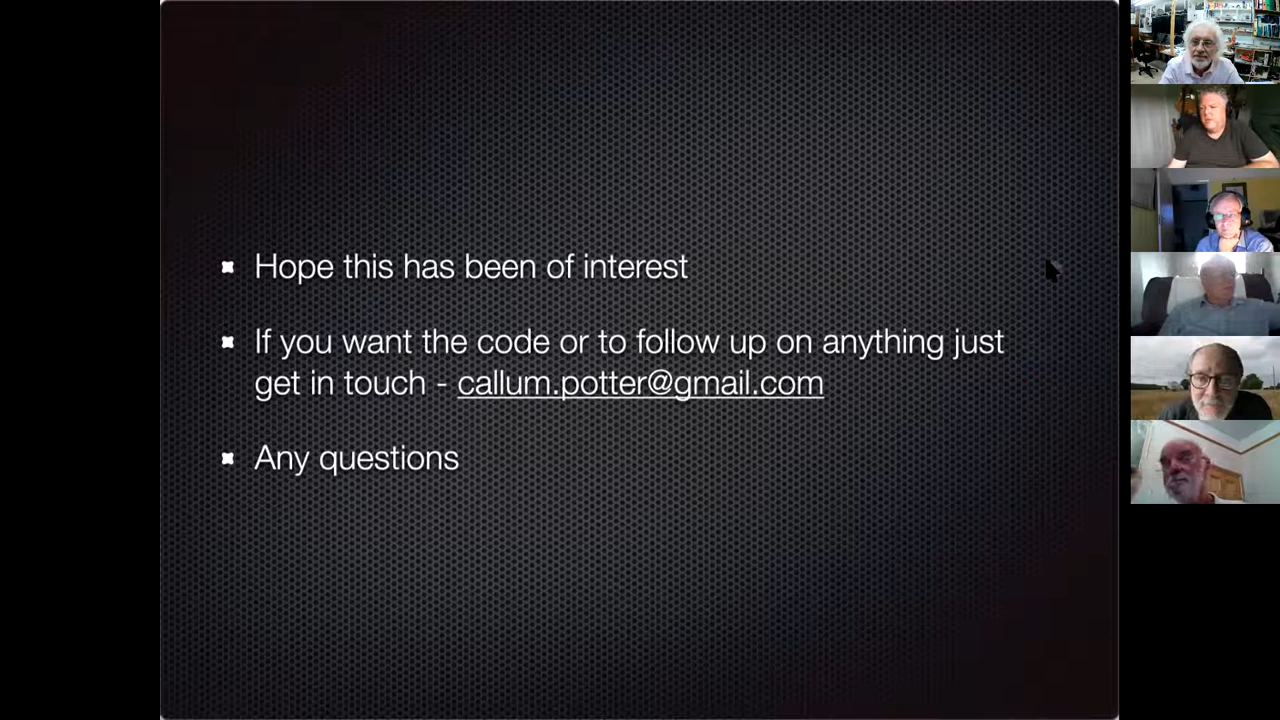 Hope this has been of interest
If you want the code or to follow up on anything just
get in touch - callum.potter@gmail.com
Any questions